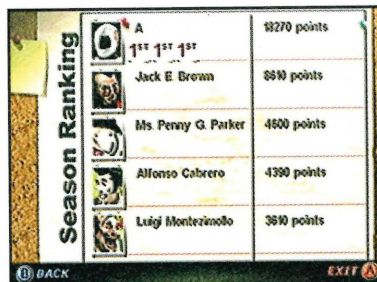 Season Ranking
A 18270 points
1ST 1ST 1ST
Jack E. Brown 8610 points
Ms. Penny G. Parker 4600 points
Alfonso Cabrero 4390 points
Luigi Montezimollo 3610 points
B BACK EXIT A